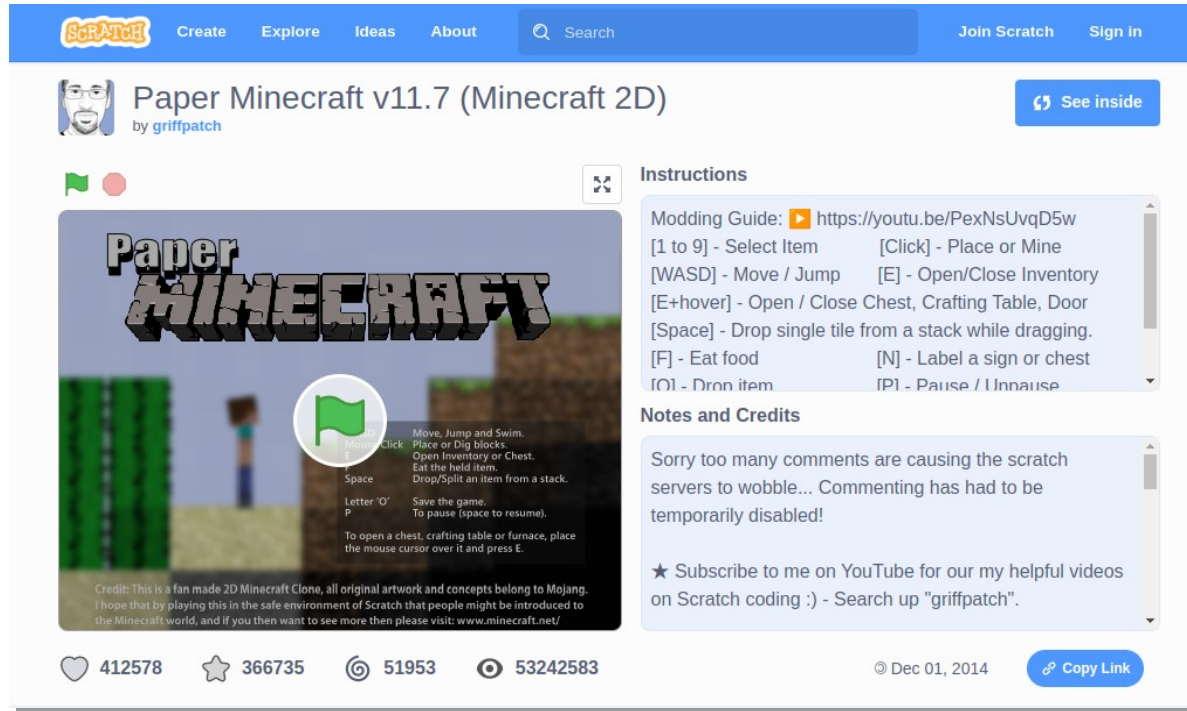 SCRATCH Create Explore Ideas About Search Join Scratch Sign in
Paper Minecraft v11.7 (Minecraft 2D)
by griffpatch
See inside
Paper
MINECRAFT
Move, Jump and Swim.
Mouse Click Place or Dig blocks.
E Open Inventory or Chest.
F Eat the held item.
Space Drop/Split an item from a stack.
Letter 'O' Save the game.
P To pause (space to resume).
To open a chest, crafting table or furnace, place
the mouse cursor over it and press E.
Credit: This is a fan made 2D Minecraft Clone, all original artwork and concepts belong to Mojang.
I hope that by playing this in the safe environment of Scratch that people might be introduced to
the Minecraft world, and if you then want to see more then please visit: www.minecraft.net/
Instructions
Modding Guide: ▶️ https://youtu.be/PexNsUvqD5w
[1 to 9] - Select Item [Click] - Place or Mine
[WASD] - Move / Jump [E] - Open/Close Inventory
[E+hover] - Open / Close Chest, Crafting Table, Door
[Space] - Drop single tile from a stack while dragging.
[F] - Eat food [N] - Label a sign or chest
[O] - Drop item [P] - Pause / Unpause
Notes and Credits
Sorry too many comments are causing the scratch
servers to wobble... Commenting has had to be
temporarily disabled!
★ Subscribe to me on YouTube for our my helpful videos
on Scratch coding :) - Search up "griffpatch".
412578 366735 51953 53242583
Dec 01, 2014 Copy Link